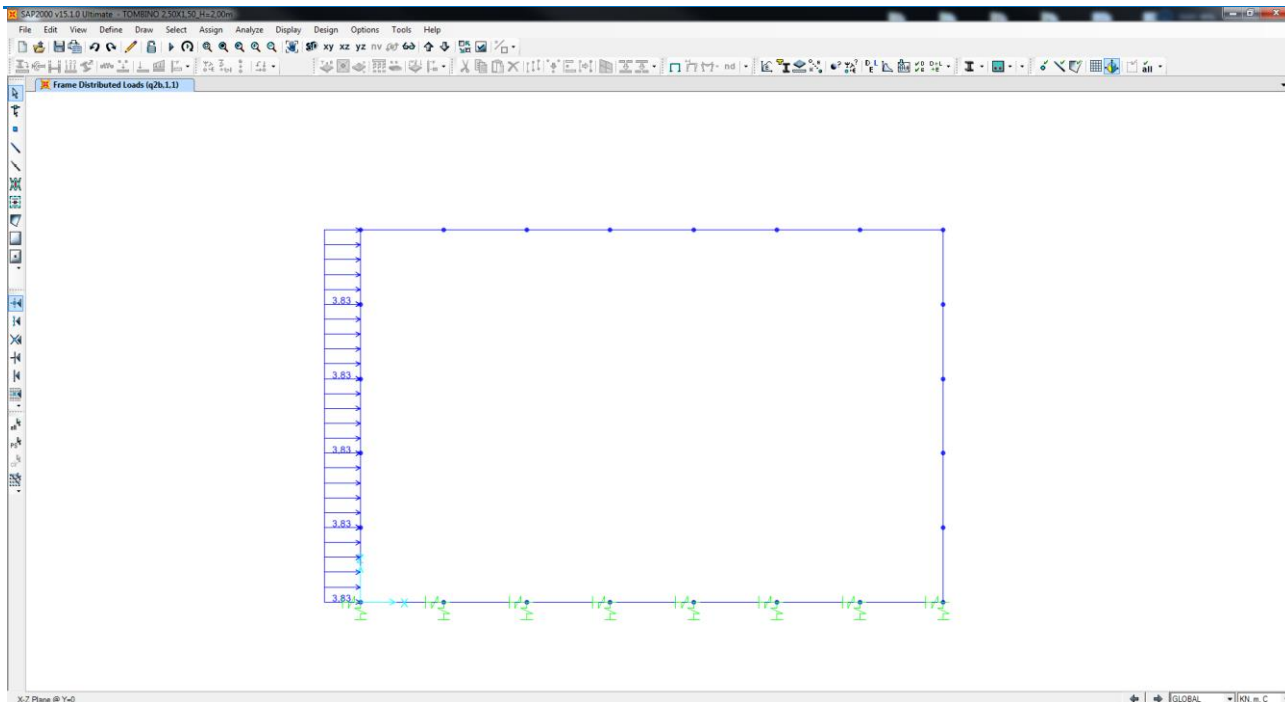 SAP2000 v15.1.0 Ultimate - TOMBINO 2,50X1,50_H=2,00m
File Edit View Define Draw Select Assign Analyze Display Design Options Tools Help
xy xz yz nv
nd
all
Frame Distributed Loads (q2b,1,1)
3.83
3.83
3.83
3.83
3.83
X
X-Z Plane @ Y=0
GLOBAL KN, m, C